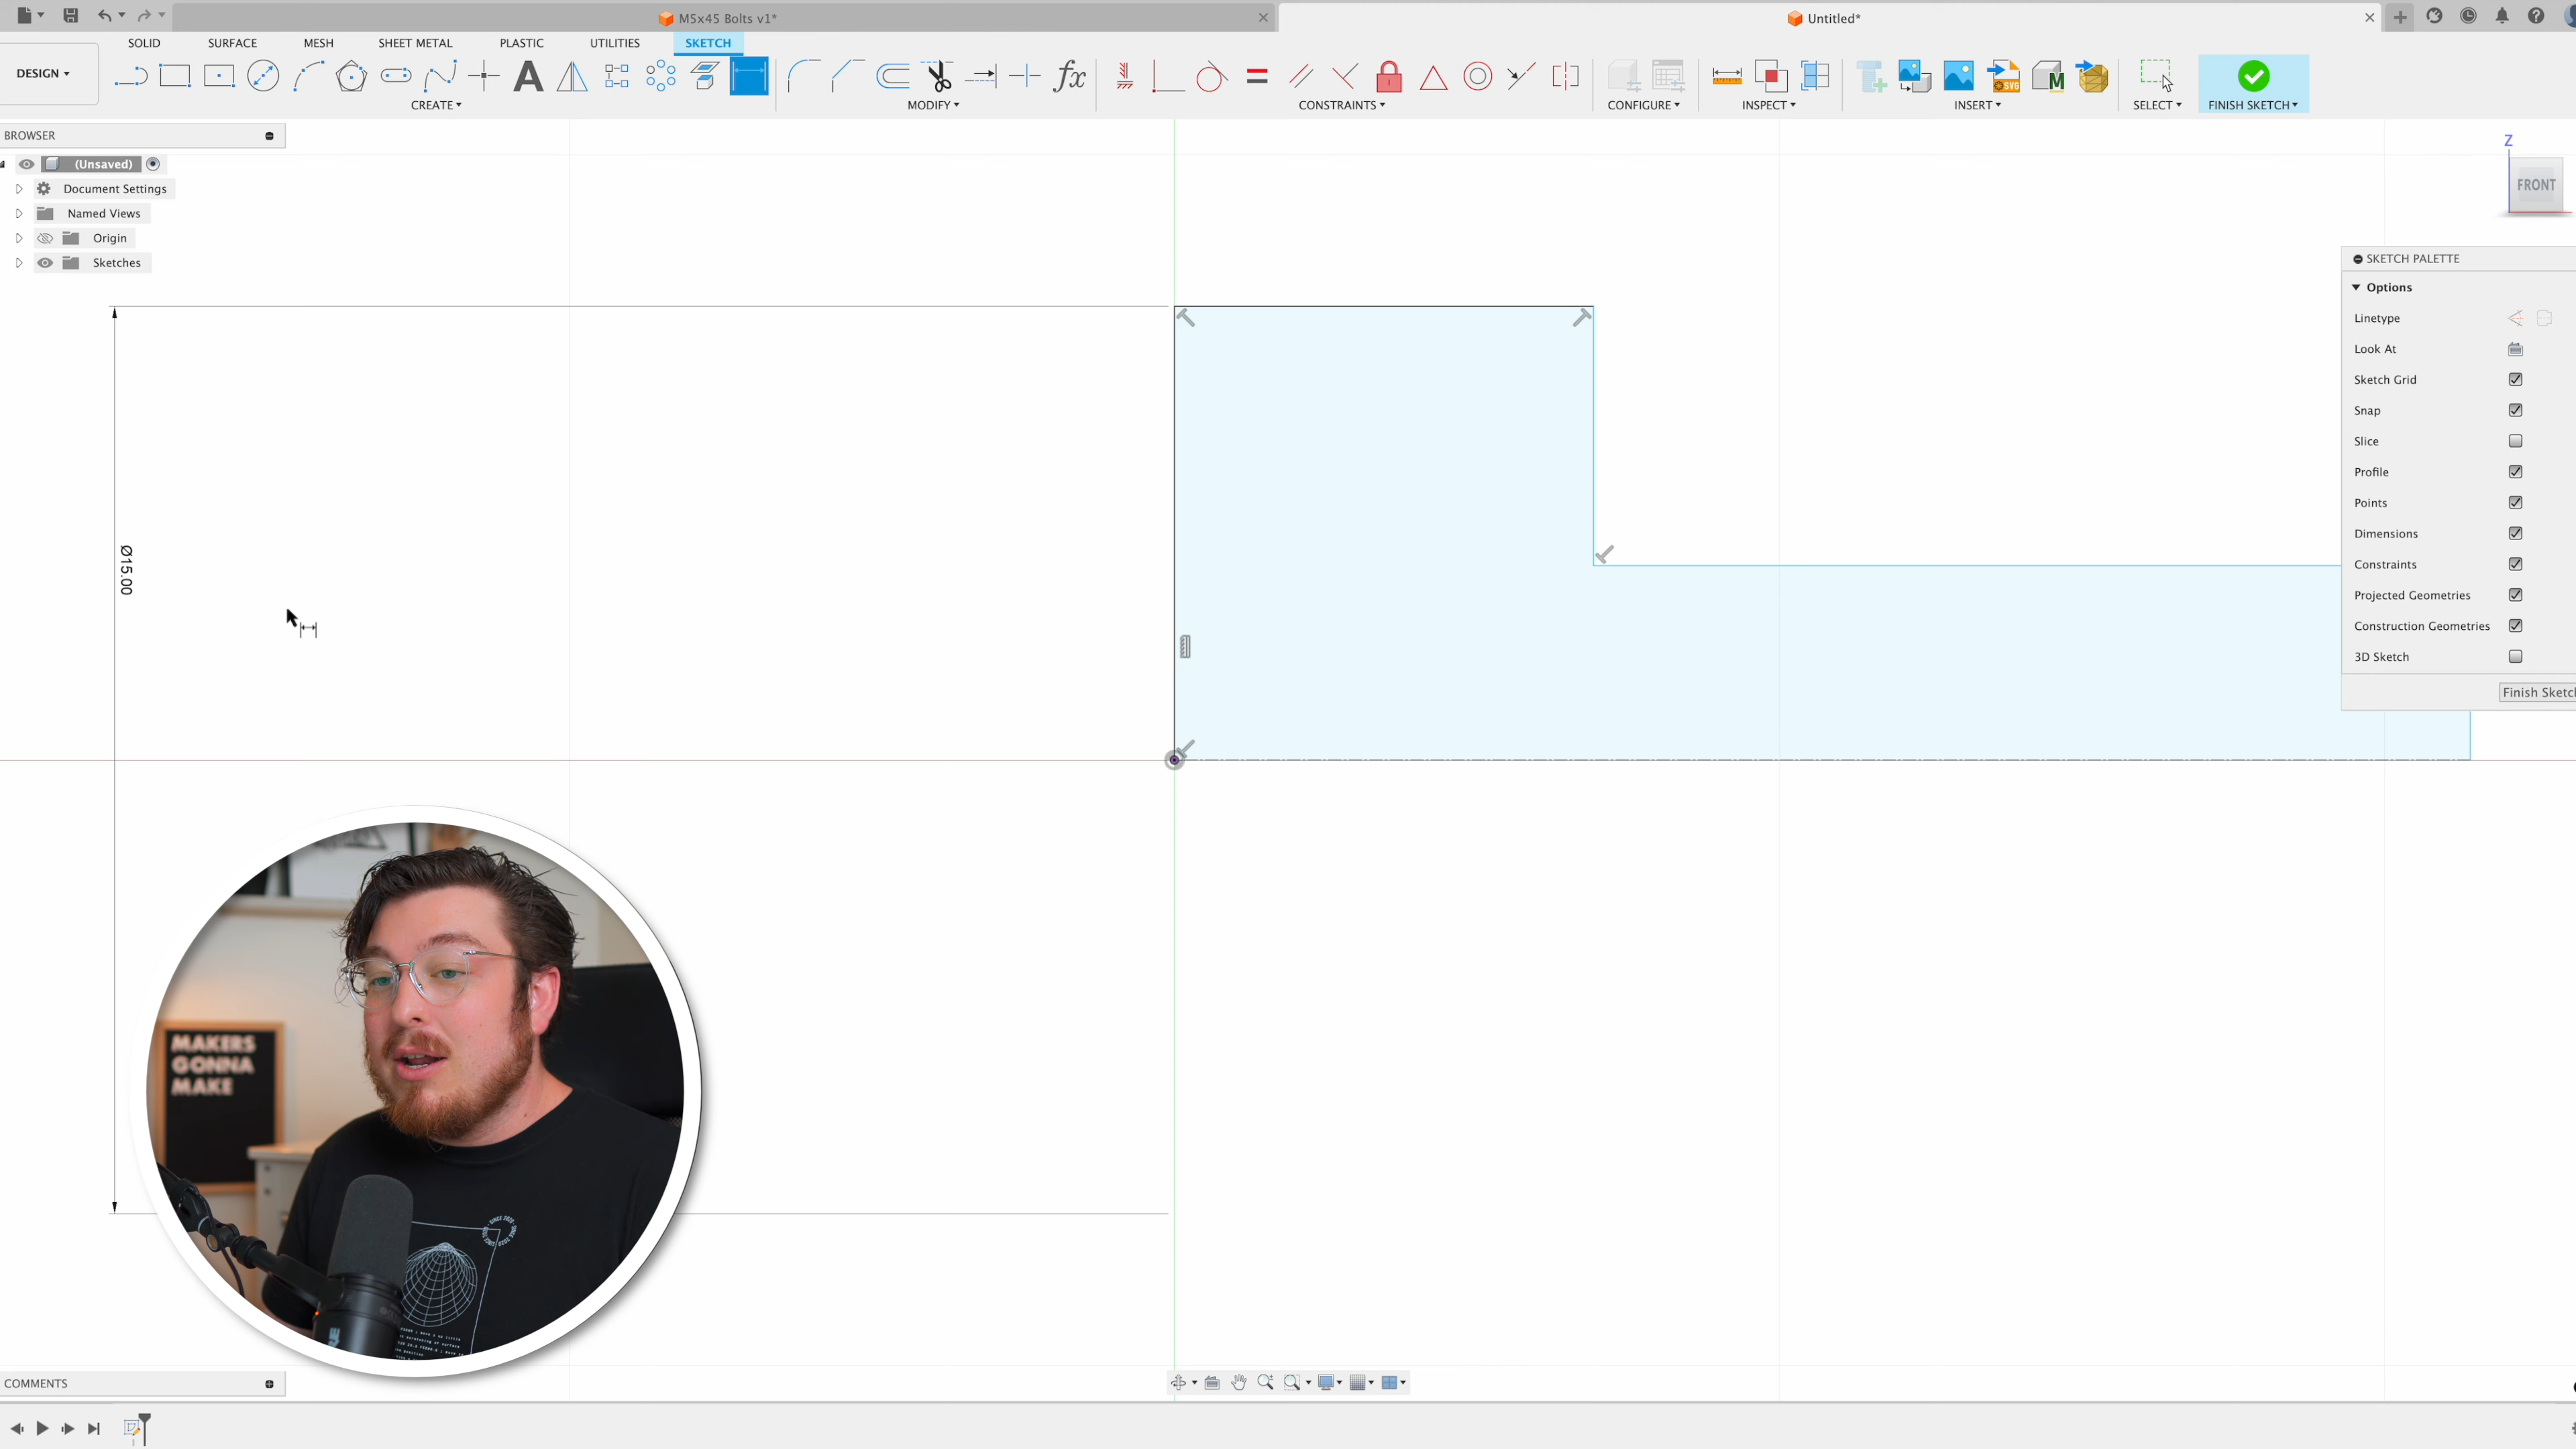 M5x45 Bolts v1*
Untitled*
SOLID
SURFACE
MESH
SHEET METAL
PLASTIC
UTILITIES
SKETCH
DESIGN
CREATE
MODIFY
CONSTRAINTS
CONFIGURE
INSPECT
INSERT
SELECT
FINISH SKETCH
BROWSER
(Unsaved)
Document Settings
Named Views
Origin
Sketches
Z
FRONT
SKETCH PALETTE
Options
Linetype
Look At
Sketch Grid
Snap
Slice
Profile
Points
Dimensions
Constraints
Projected Geometries
Construction Geometries
3D Sketch
Finish Sketch
Ø15.00
MAKERS
GONNA
MAKE
COMMENTS